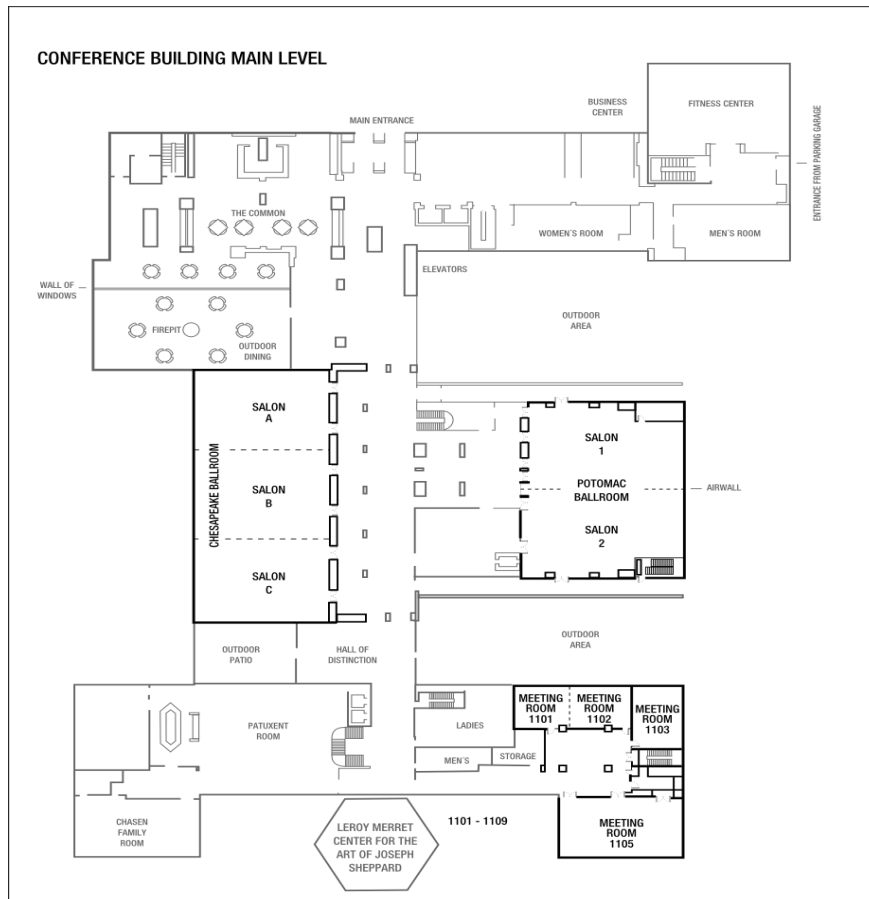 CONFERENCE BUILDING MAIN LEVEL
BUSINESS
CENTER
FITNESS CENTER
MAIN ENTRANCE
ENTRANCE FROM PARKING GARAGE
THE COMMON
WOMEN'S ROOM
MEN'S ROOM
ELEVATORS
WALL OF
WINDOWS
FIREPIT
OUTDOOR
DINING
OUTDOOR
AREA
CHESAPEAKE BALLROOM
SALON
A
SALON
B
SALON
C
SALON
1
POTOMAC
BALLROOM
AIRWALL
SALON
2
OUTDOOR
PATIO
HALL OF
DISTINCTION
OUTDOOR
AREA
PATUXENT
ROOM
LADIES
MEN'S
STORAGE
MEETING
ROOM
1101
MEETING
ROOM
1102
MEETING
ROOM
1103
CHASEN
FAMILY
ROOM
LEROY MERRET
CENTER FOR THE
ART OF JOSEPH
SHEPPARD
1101 - 1109
MEETING
ROOM
1105